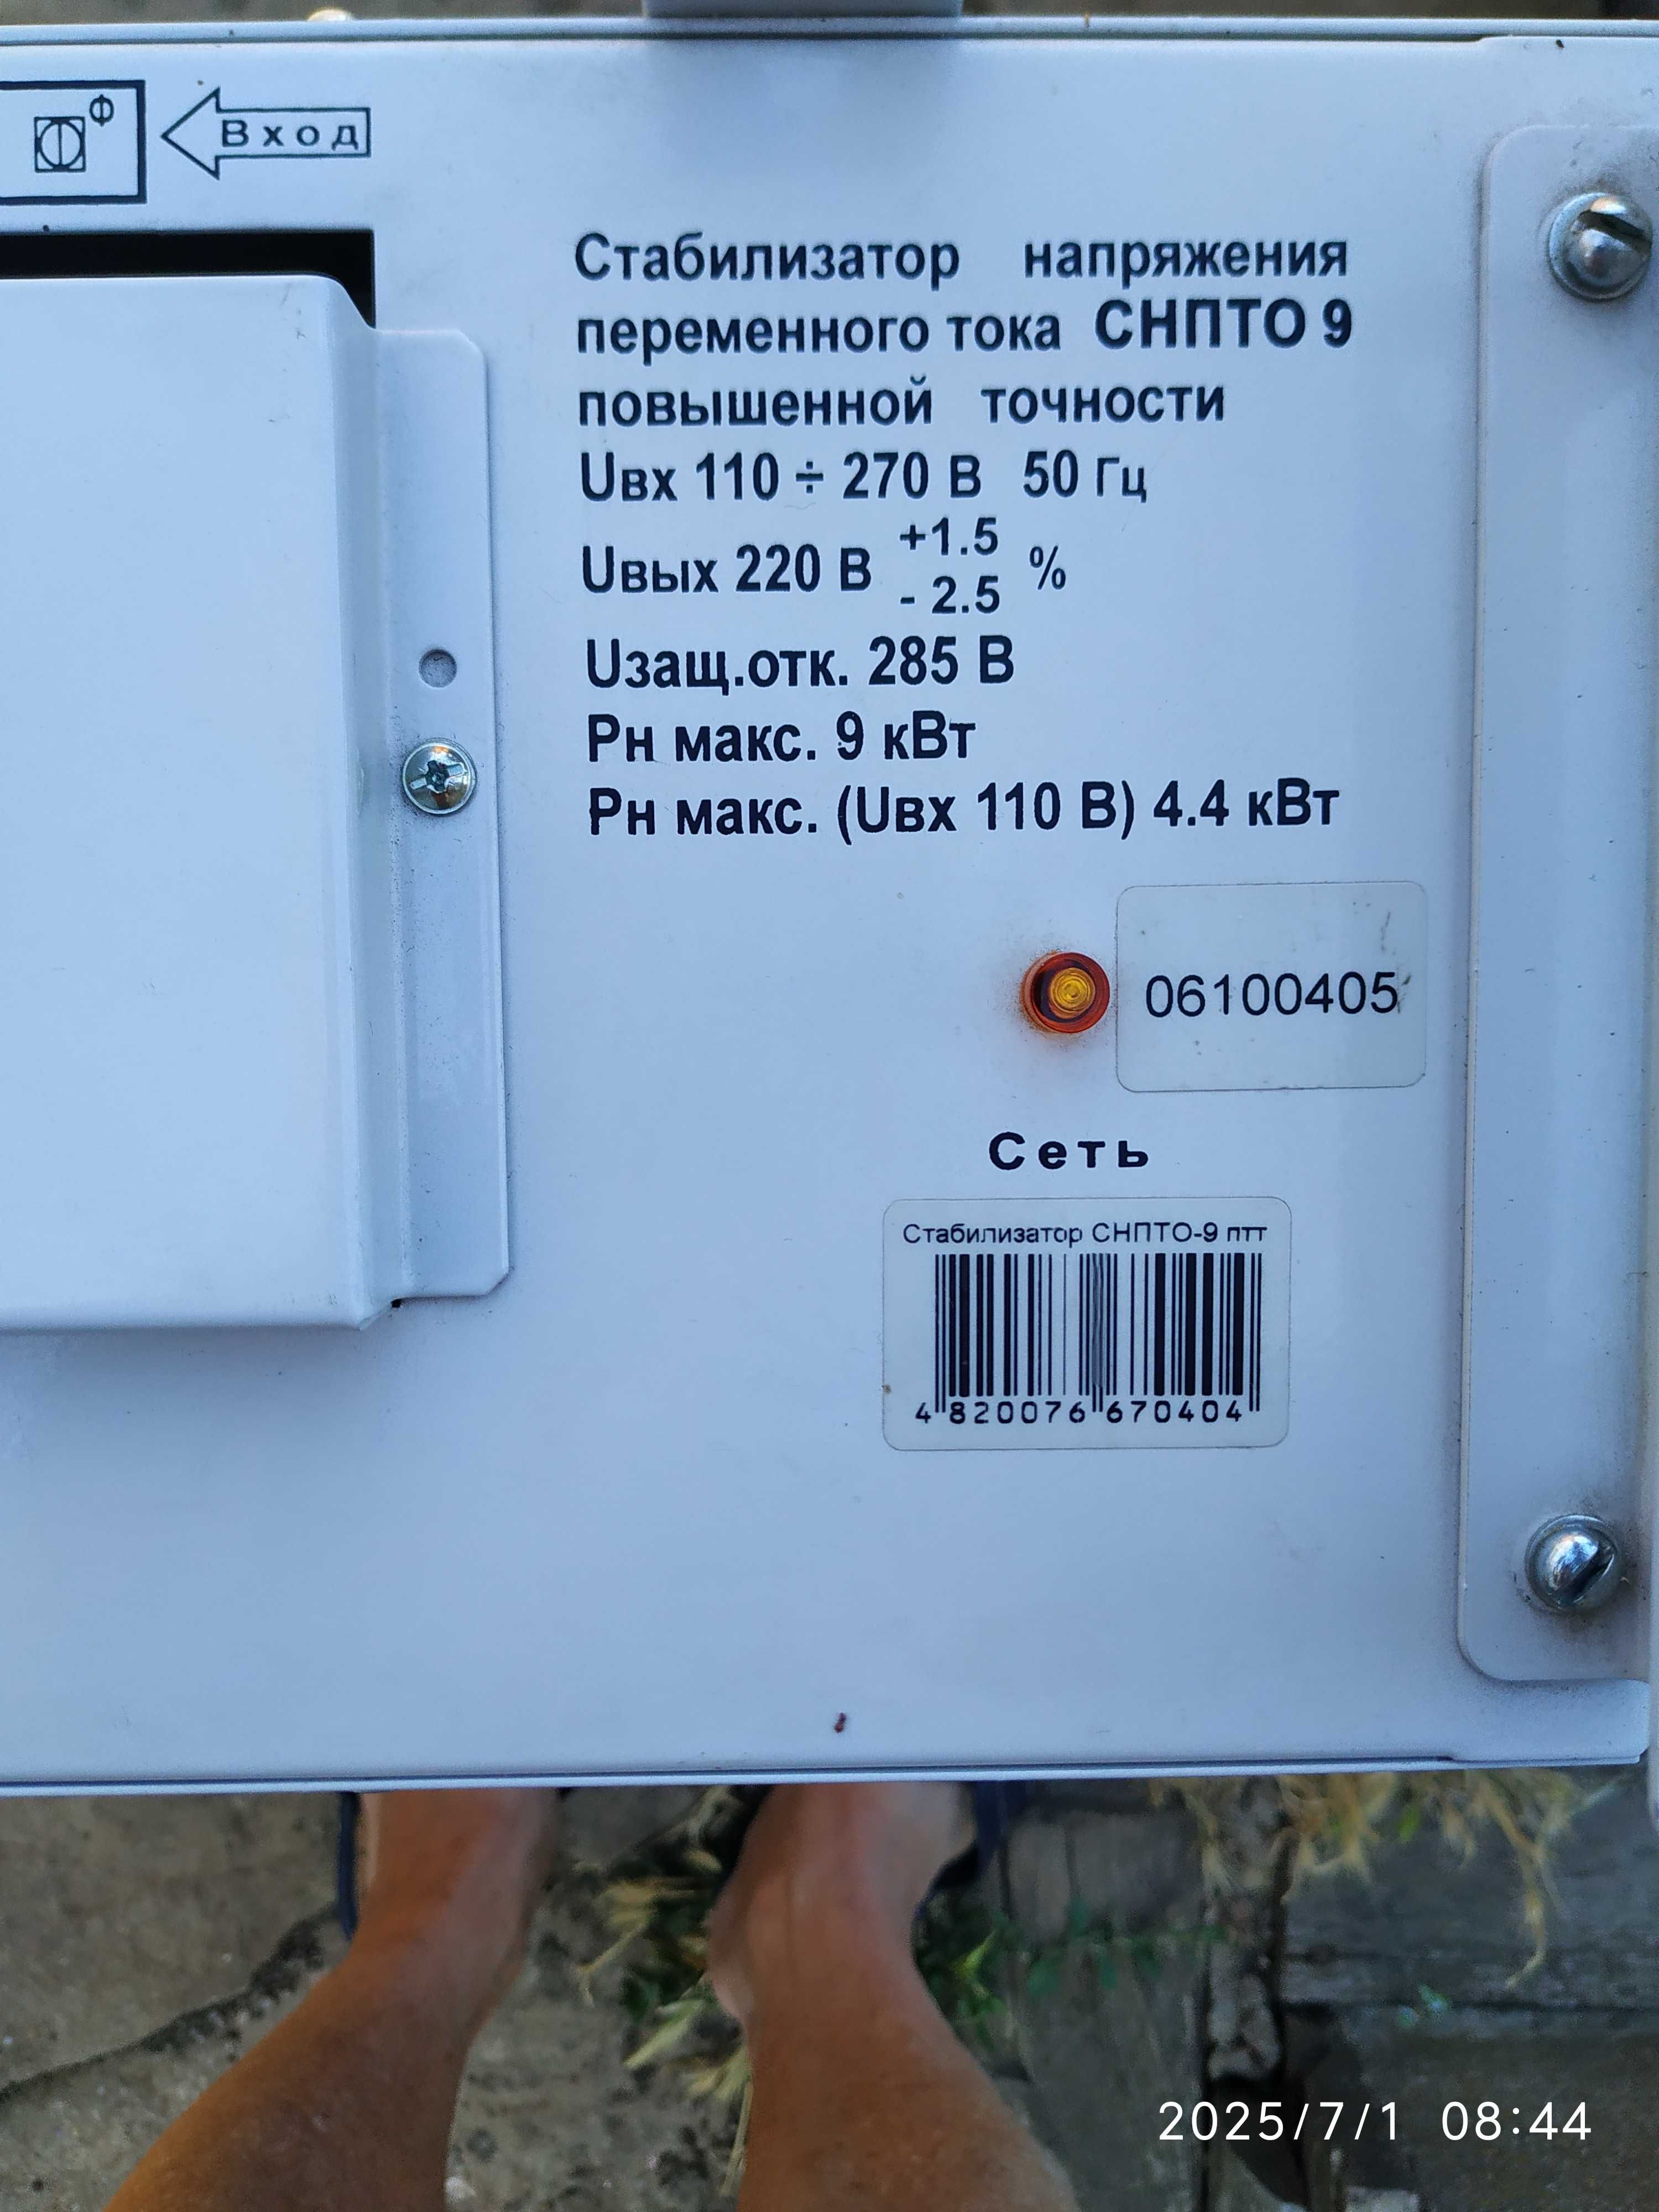 Ф
Вход
Стабилизатор напряжения
переменного тока СНПТО 9
повышенной точности
Uвх 110 ÷ 270 В 50 Гц
Uвых 220 В +1.5 - 2.5 %
Uзащ.отк. 285 В
Рн макс. 9 кВт
Рн макс. (Uвх 110 В) 4.4 кВт
06100405
Сеть
Стабилизатор СНПТО-9 птт
4 820076 670404
2025/7/1 08:44